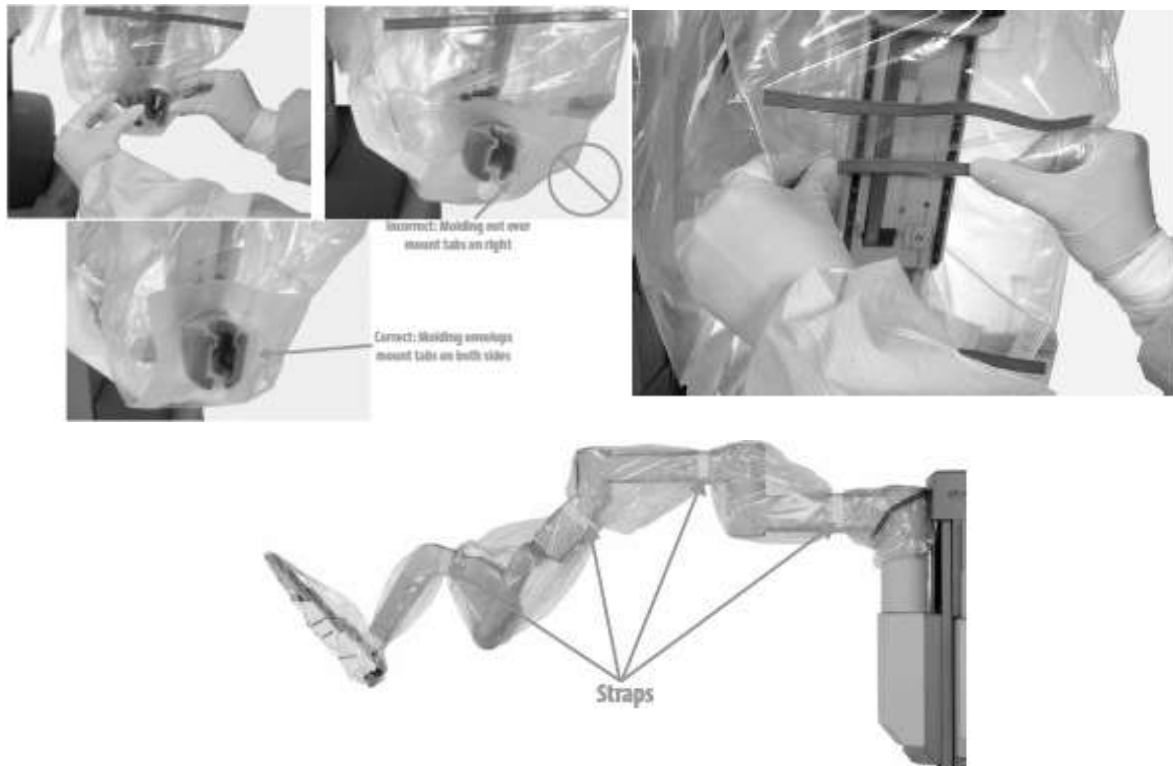 Incorrect: Molding not over
mount tabs on right
Correct: Molding envelops
mount tabs on both sides
Straps